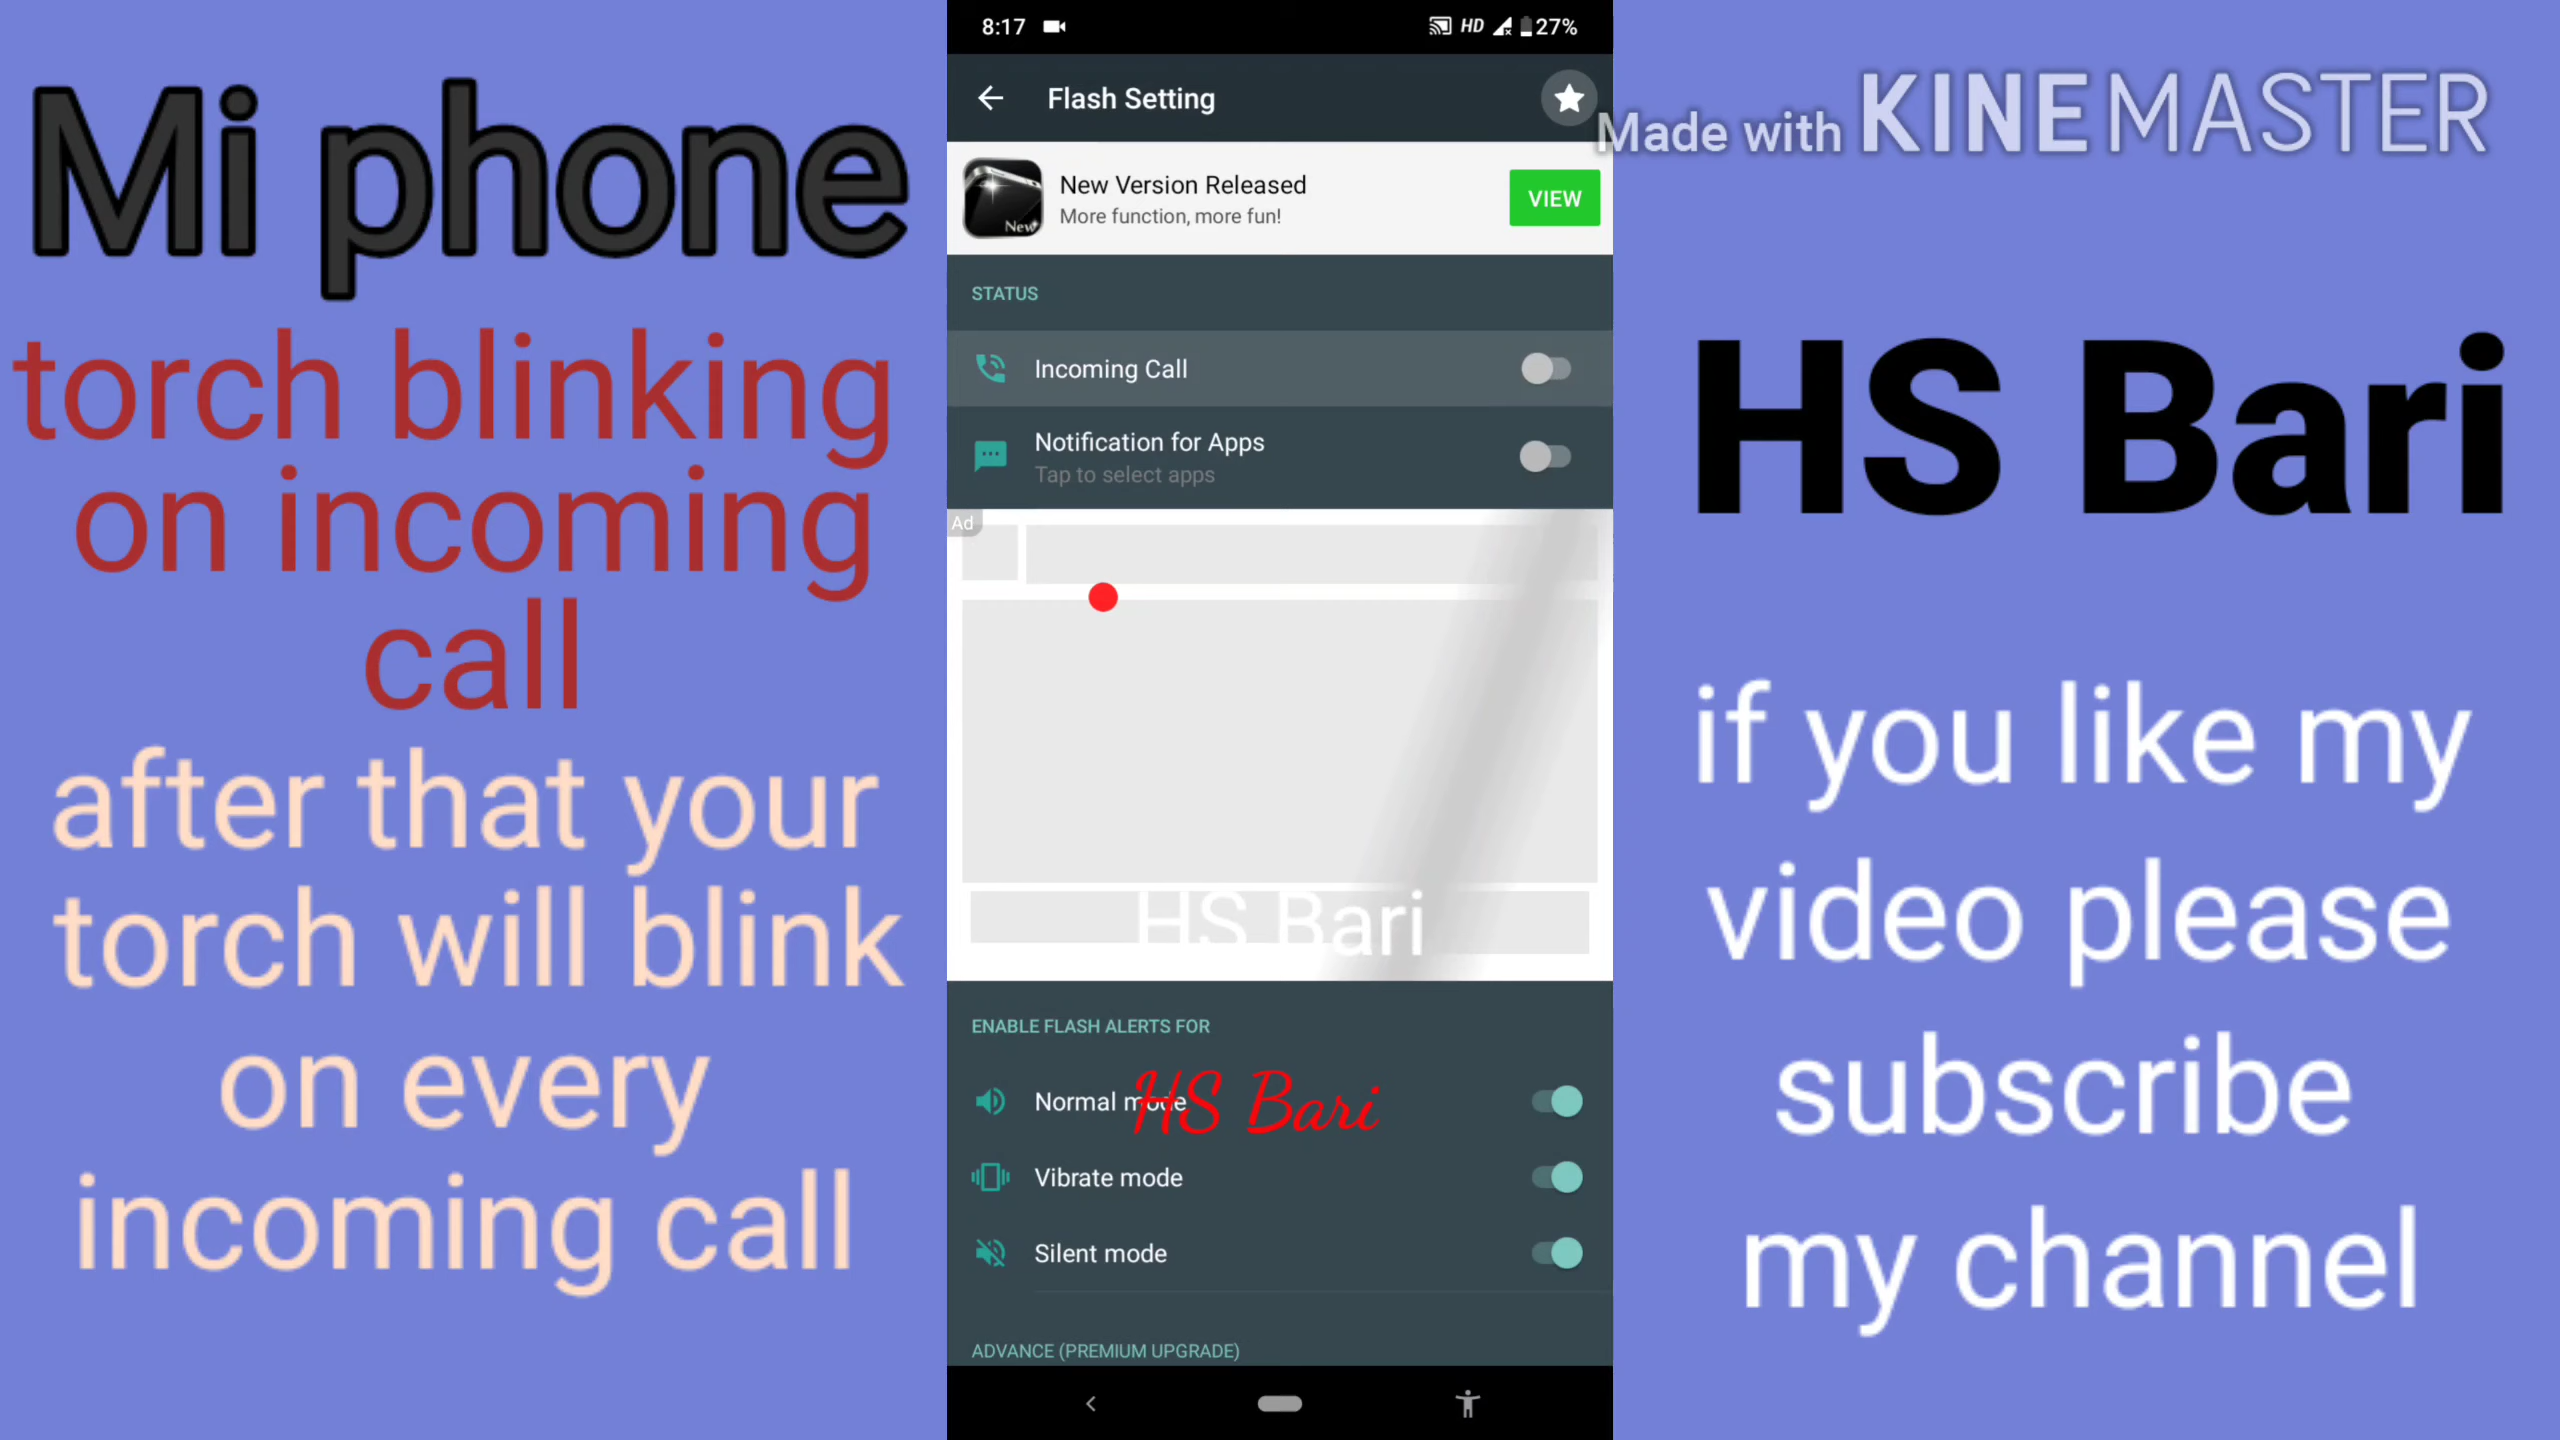 Mi phone
torch blinking
on incoming
call
after that your
torch will blink
on every
incoming call
8:17
HD
27%
Flash Setting
New
New Version Released
More function, more fun!
VIEW
STATUS
Incoming Call
Notification for Apps
Tap to select apps
Ad
HS Bari
ENABLE FLASH ALERTS FOR
Normal mode
HS Bari
Vibrate mode
Silent mode
ADVANCE (PREMIUM UPGRADE)
Made with KINEMASTER
HS Bari
if you like my
video please
subscribe
my channel